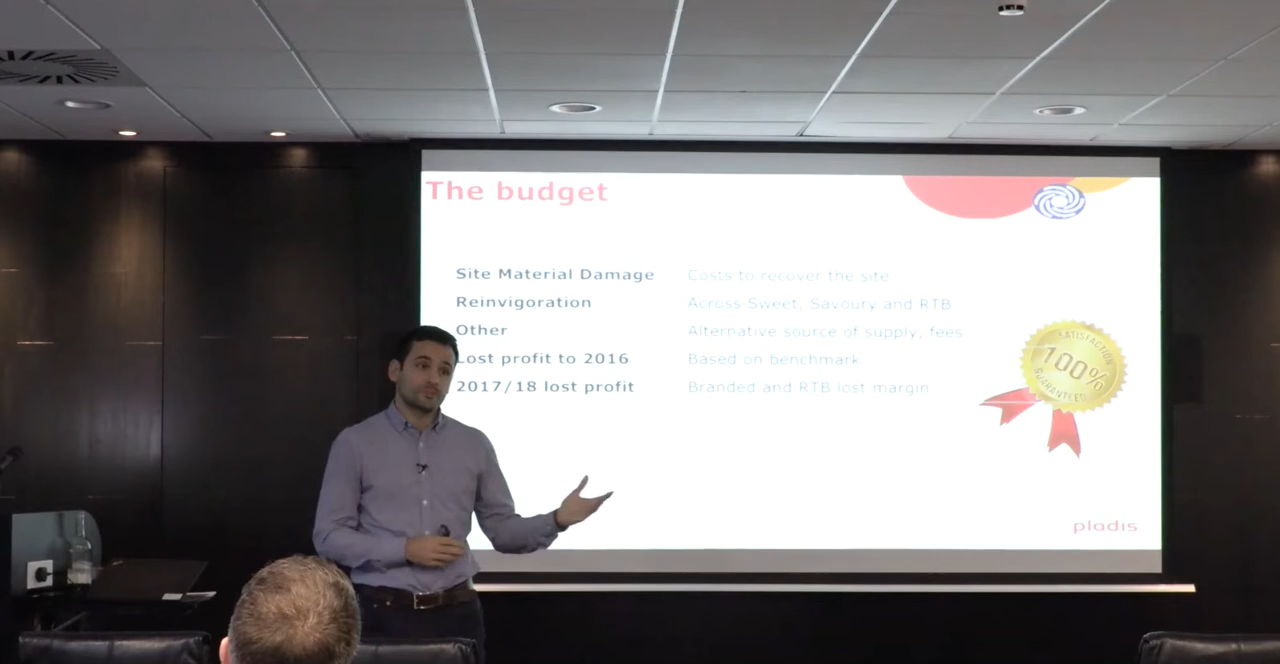 The budget
Site Material Damage Costs to recover the site
Reinvigoration Across Sweet, Savoury and RTB
Other Alternative source of supply, fees
Lost profit to 2016 Based on benchmark
2017/18 lost profit Branded and RTB lost margin
SATISFACTION
100%
GUARANTEED
pladis